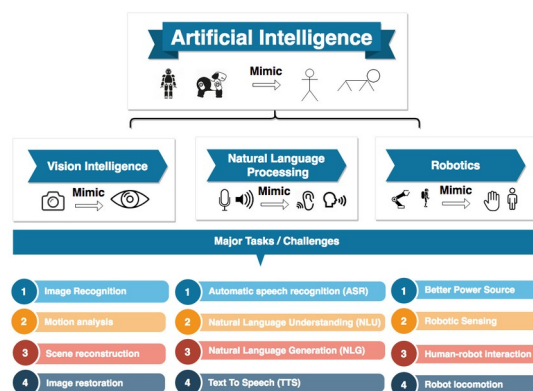 Artificial Intelligence
Mimic
Vision Intelligence
Mimic
Natural Language
Processing
Mimic
Robotics
Mimic
Major Tasks / Challenges
1 Image Recognition
2 Motion analysis
3 Scene reconstruction
4 Image restoration
1 Automatic speech recognition (ASR)
2 Natural Language Understanding (NLU)
3 Natural Language Generation (NLG)
4 Text To Speech (TTS)
1 Better Power Source
2 Robotic Sensing
3 Human-robot interaction
4 Robot locomotion